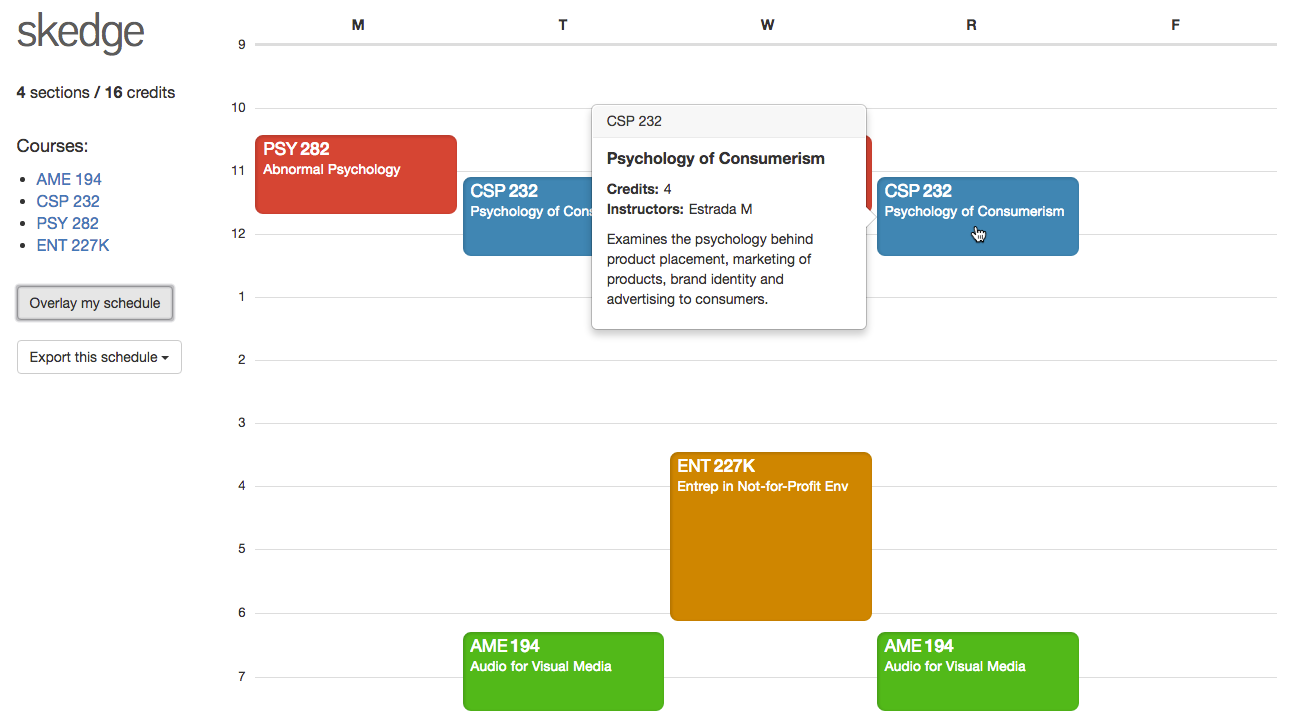 skedge
4 sections / 16 credits
Courses:
AME 194
CSP 232
PSY 282
ENT 227K
Overlay my schedule
Export this schedule
M T W R F
9
10
11
12
1
2
3
4
5
6
7
PSY 282
Abnormal Psychology
CSP 232
Psychology of Con
CSP 232
Psychology of Consumerism
Credits: 4
Instructors: Estrada M
Examines the psychology behind
product placement, marketing of
products, brand identity and
advertising to consumers.
CSP 232
Psychology of Consumerism
ENT 227K
Entrep in Not-for-Profit Env
AME 194
Audio for Visual Media
AME 194
Audio for Visual Media